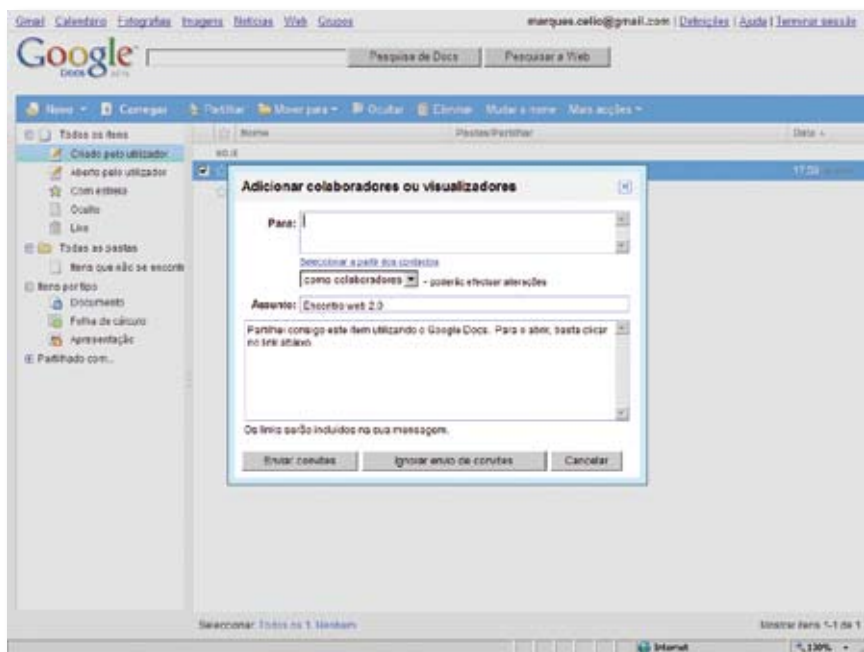 Gmail Calendário Fotografias Imagens Notícias Web Grupos
marques.celio@gmail.com | Definições | Ajuda | Terminar sessão
Google
Docs
Pesquisa de Docs
Pesquisar a Web
Novo Carregar Partilhar Mover para Ocultar Eliminar Mudar o nome Mais acções
Todos os itens
Nome
Pastas/Partilhar
Data
Criado pelo utilizador
HOJE
Aberto pelo utilizador
17:59
Com estrela
Oculto
Lixo
Todas as pastas
Itens que não se encontr
Itens por tipo
Documento
Folha de cálculo
Apresentação
Partilhado com...
Adicionar colaboradores ou visualizadores
Para:
Seleccionar a partir dos contactos
como colaboradores - poderão efectuar alterações
Assunto: Encontro web 2.0
Partilhei consigo este item utilizando o Google Docs. Para o abrir, basta clicar
no link abaixo.
Os links serão incluídos na sua mensagem.
Enviar convites
Ignorar envio de convites
Cancelar
Seleccionar: Todos os 1, Nenhum
Mostrar itens 1-1 de 1
Internet
130%